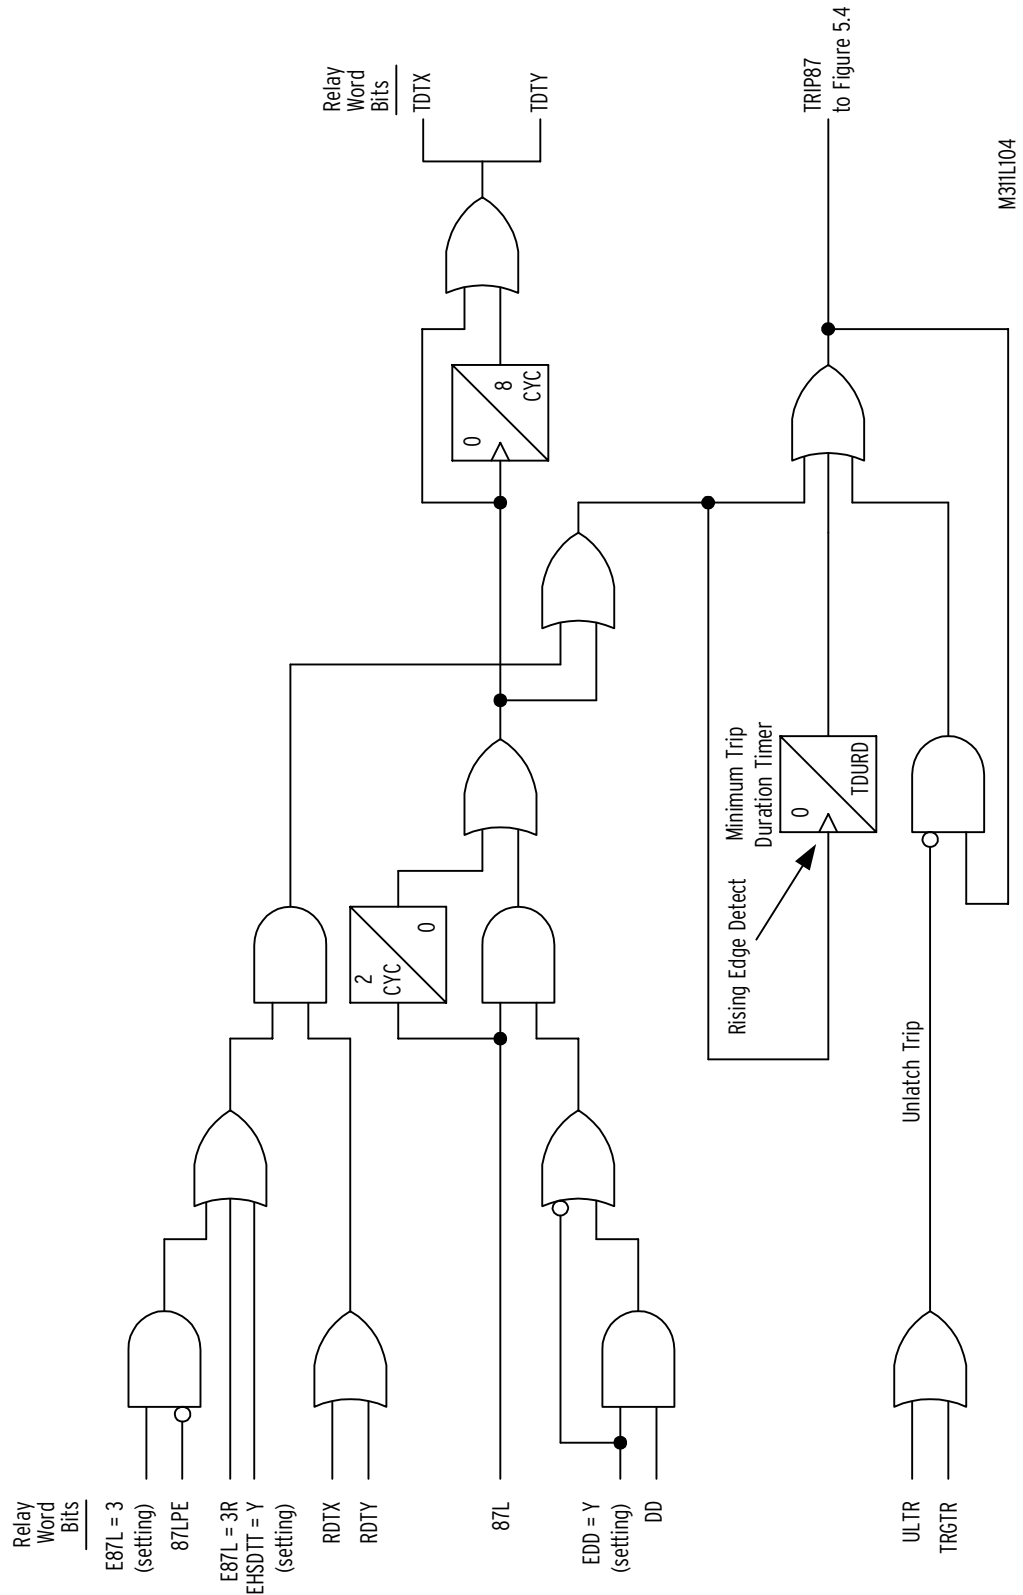 Relay
Word
Bits
E87L = 3
(setting)
87LPE
E87L = 3R
EHSDTT = Y
(setting)
RDTX
RDTY
87L
EDD = Y
(setting)
DD
ULTR
TRGTR
2
CYC
0
0
8
CYC
Relay
Word
Bits
TDTX
TDTY
Rising Edge Detect
Minimum Trip
Duration Timer
0
TDURD
Unlatch Trip
TRIP87
to Figure 5.4
M311L104